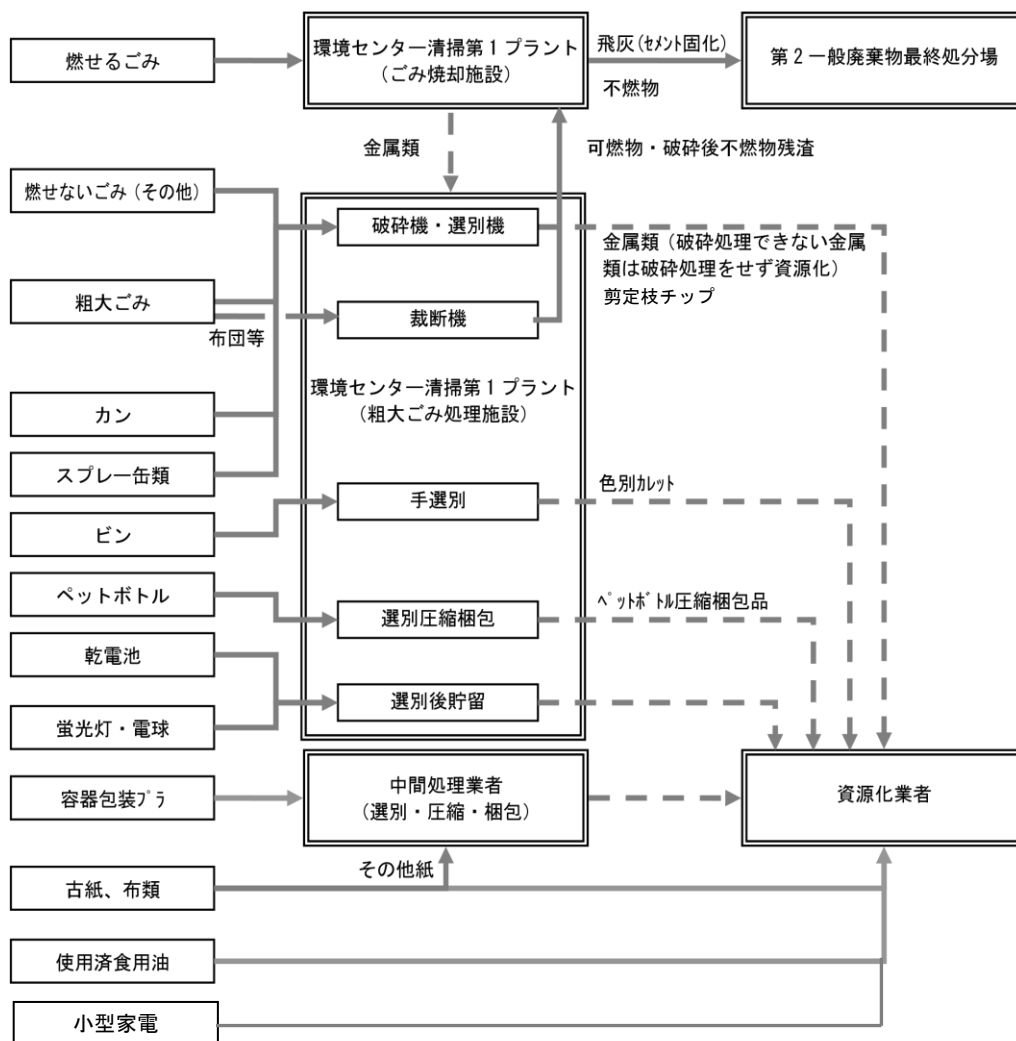 燃せるごみ
環境センター清掃第1プラント
(ごみ焼却施設)
飛灰(ｾﾒﾝﾄ固化)
不燃物
第2一般廃棄物最終処分場
金属類
可燃物・破砕後不燃物残渣
燃せないごみ(その他)
破砕機・選別機
金属類(破砕処理できない金属
類は破砕処理をせず資源化)
剪定枝チップ
粗大ごみ
布団等
裁断機
環境センター清掃第1プラント
(粗大ごみ処理施設)
カン
スプレー缶類
ビン
手選別
色別ｶﾚｯﾄ
ペットボトル
選別圧縮梱包
ﾍﾟｯﾄﾎﾞﾄﾙ圧縮梱包品
乾電池
選別後貯留
蛍光灯・電球
容器包装ﾌﾟﾗ
中間処理業者
(選別・圧縮・梱包)
資源化業者
その他紙
古紙、布類
使用済食用油
小型家電